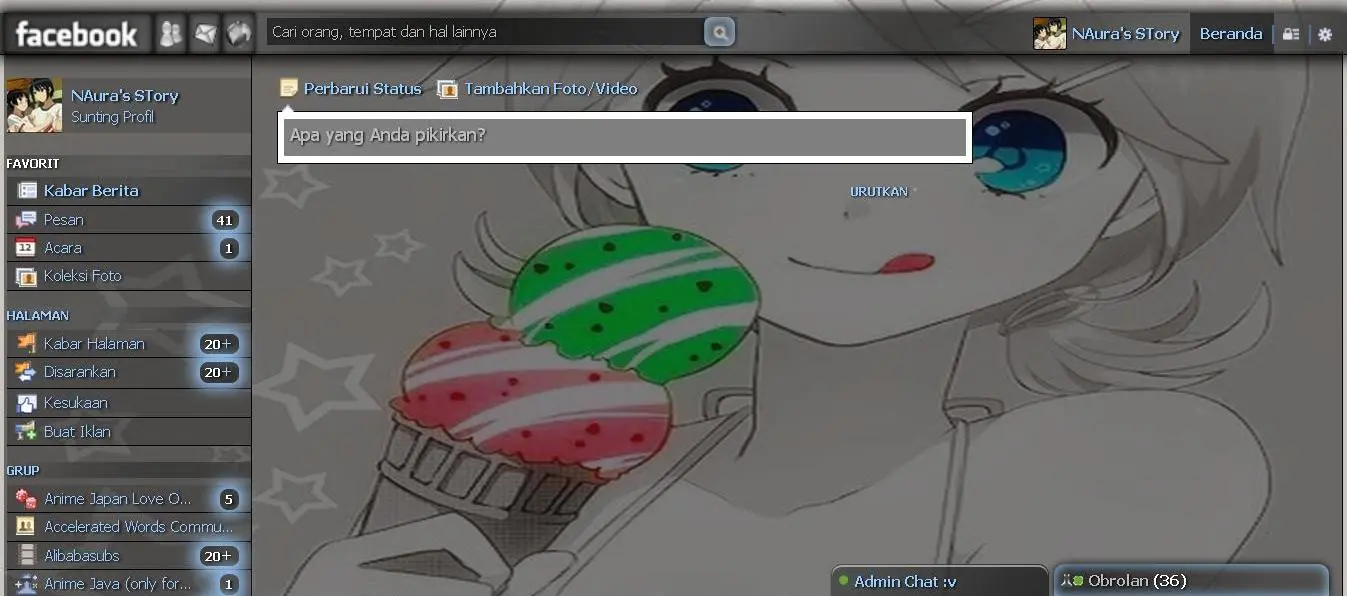 facebook
Cari orang, tempat dan hal lainnya
NAura's STory
Beranda
NAura's STory
Sunting Profil
Perbarui Status
Tambahkan Foto/Video
Apa yang Anda pikirkan?
URUTKAN
FAVORIT
Kabar Berita
Pesan 41
12 Acara 1
Koleksi Foto
HALAMAN
Kabar Halaman 20+
Disarankan 20+
Kesukaan
Buat Iklan
GRUP
Anime Japan Love O... 5
Accelerated Words Commu...
Alibabasubs 20+
Anime Java (only for... 1
Admin Chat :v
Obrolan (36)